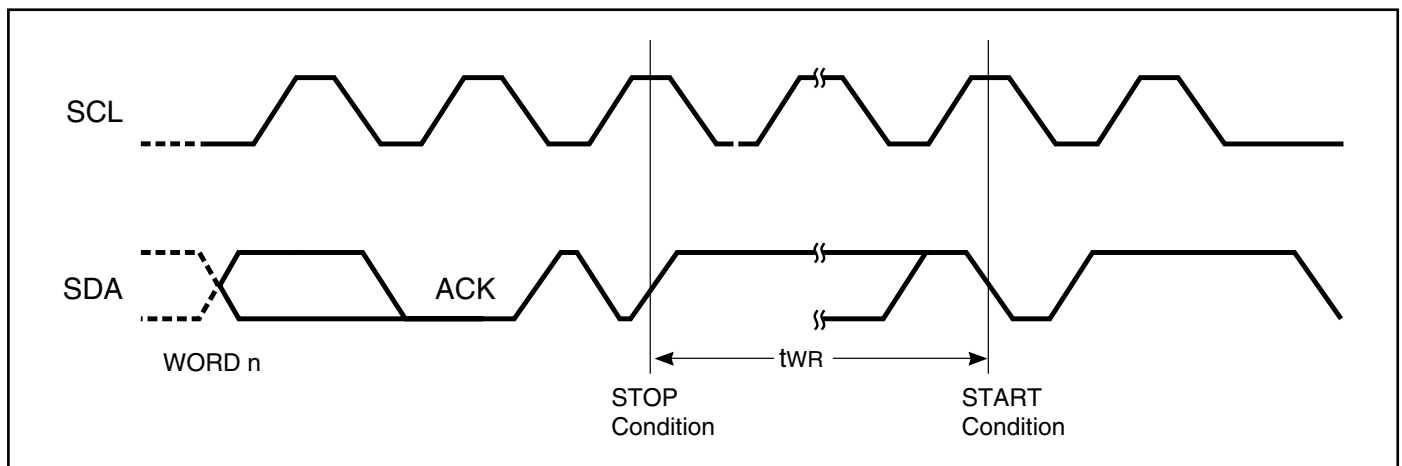 SCL
SDA
ACK
WORD n
tWR
STOP
Condition
START
Condition